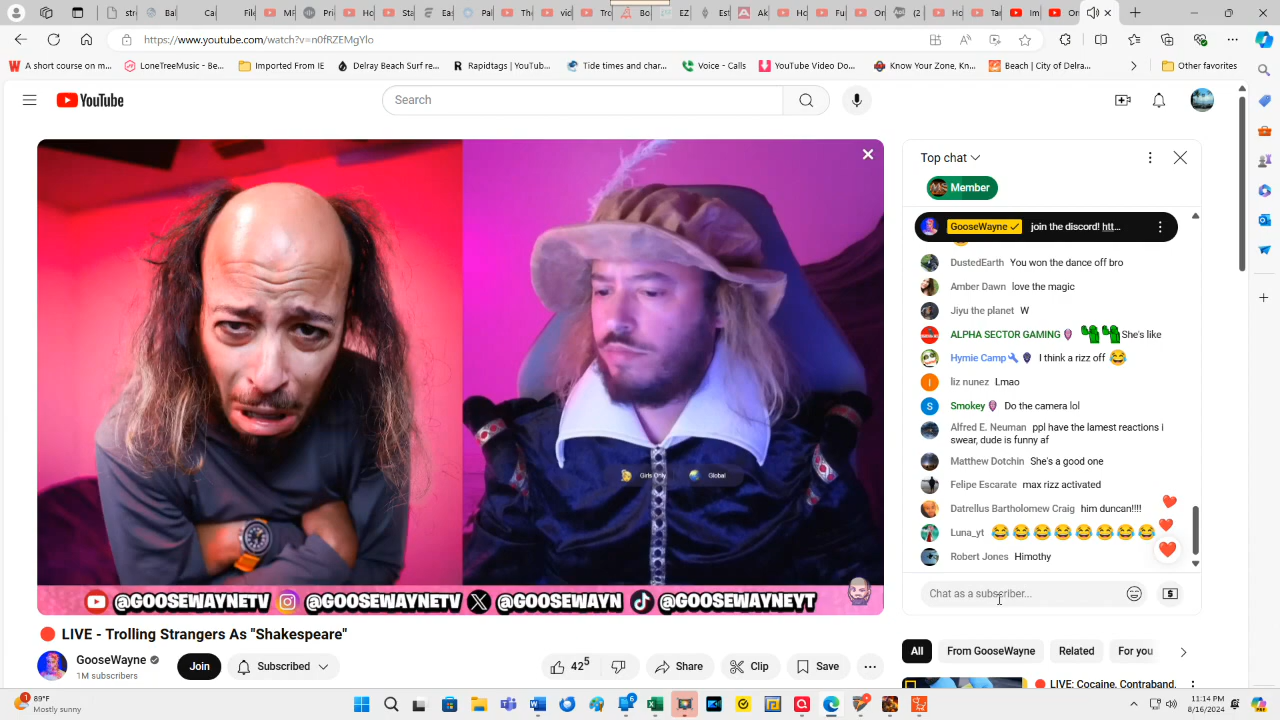 https://www.youtube.com/watch?v=n0fRZEMgYlo
A short course on m...
LoneTreeMusic - Be...
Imported From IE
Delray Beach Surf re...
Rapidtags | YouTub...
Tide times and char...
Voice - Calls
YouTube Video Do...
Know Your Zone, Kn...
Beach | City of Delra...
Other favorites
YouTube
Search
Top chat
Member
GooseWayne join the discord! htt...
DustedEarth You won the dance off bro
Amber Dawn love the magic
Jiyu the planet W
ALPHA SECTOR GAMING She's like
Hymie Camp I think a rizz off 😂
liz nunez Lmao
Smokey Do the camera lol
Alfred E. Neuman ppl have the lamest reactions i
swear, dude is funny af
Matthew Dotchin She's a good one
Felipe Escarate max rizz activated
Datrellus Bartholomew Craig him duncan!!!!
Luna_yt 😂😂😂😂😂😂😂😂
Robert Jones Himothy
Chat as a subscriber...
Girls Only
Global
@GOOSEWAYNETV @GOOSEWAYNETV @GOOSEWAYN @GOOSEWAYNEYT
LIVE - Trolling Strangers As "Shakespeare"
GooseWayne
1M subscribers
Join
Subscribed
Share
Clip
Save
All
From GooseWayne
Related
For you
LIVE: Cocaine, Contraband,
89°F
Mostly sunny
11:14 PM
8/16/2024